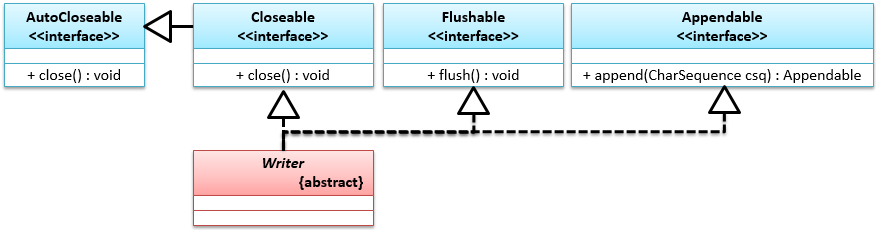 AutoCloseable
<<interface>>
+ close() : void
Closeable
<<interface>>
+ close() : void
Flushable
<<interface>>
+ flush() : void
Appendable
<<interface>>
+ append(CharSequence csq) : Appendable
Writer
{abstract}